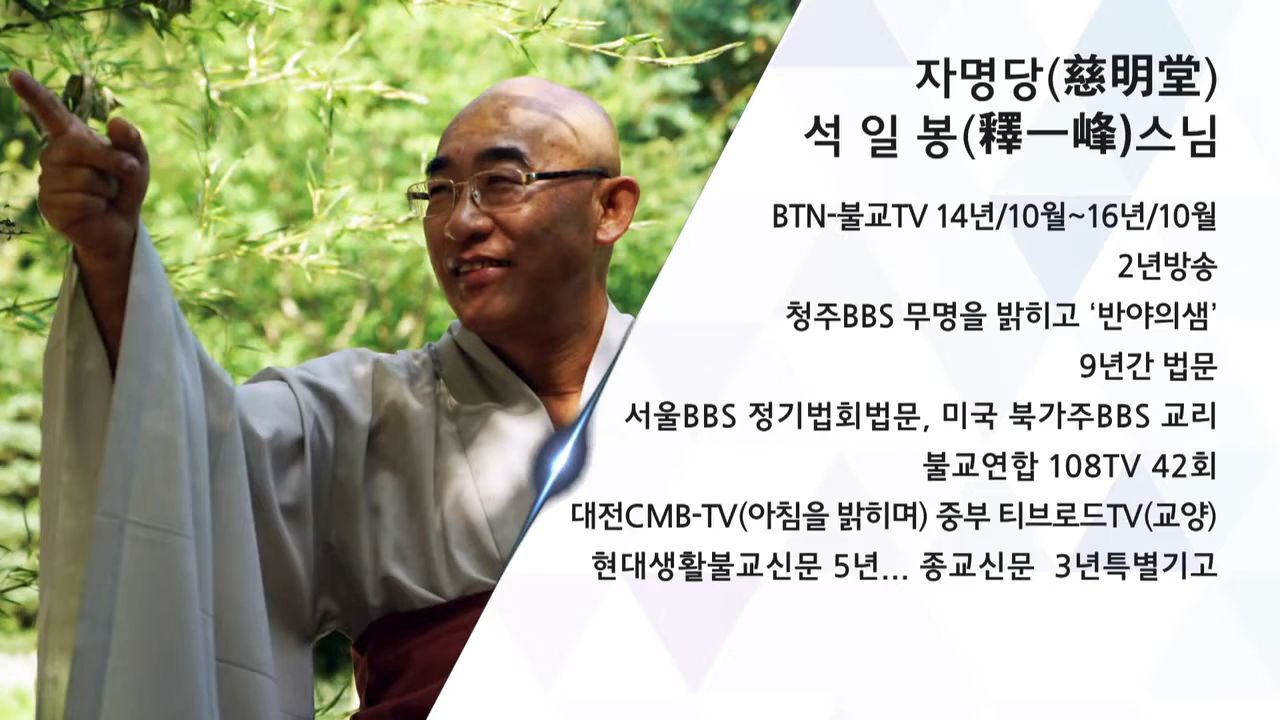 자명당(慈明堂)
석 일 봉(釋一峰)스님
BTN-불교TV 14년/10월~16년/10월
2년방송
청주BBS 무명을 밝히고 ‘반야의샘’
9년간 법문
서울BBS 정기법회법문, 미국 북가주BBS 교리
불교연합 108TV 42회
대전CMB-TV(아침을 밝히며) 중부 티브로드TV(교양)
현대생활불교신문 5년... 종교신문 3년특별기고